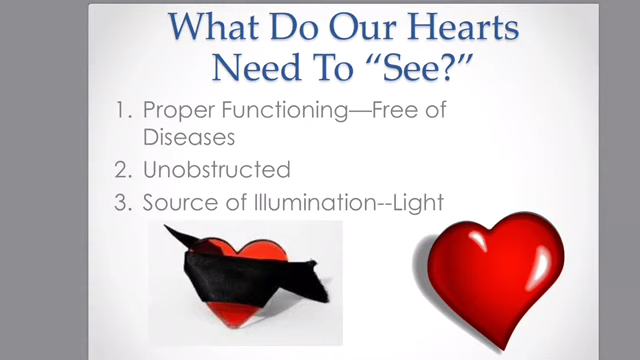 What Do Our Hearts
Need To “See?”
1. Proper Functioning—Free of
Diseases
2. Unobstructed
3. Source of Illumination--Light